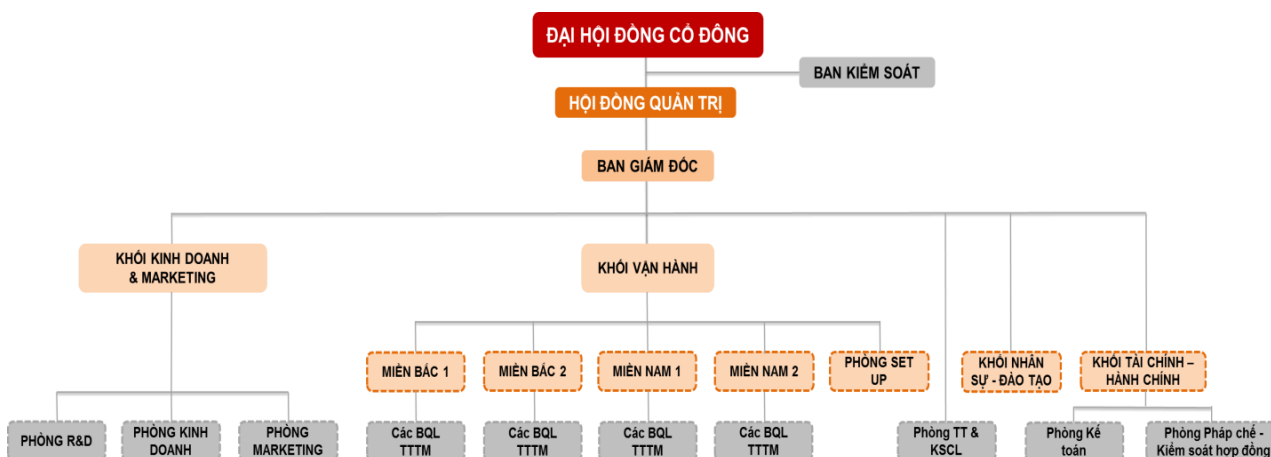 ĐẠI HỘI ĐỒNG CỔ ĐÔNG
BAN KIỂM SOÁT
HỘI ĐỒNG QUẢN TRỊ
BAN GIÁM ĐỐC
KHỐI KINH DOANH
& MARKETING
KHỐI VẬN HÀNH
MIỀN BẮC 1
MIỀN BẮC 2
MIỀN NAM 1
MIỀN NAM 2
PHÒNG SET
UP
KHỐI NHÂN
SỰ - ĐÀO TẠO
KHỐI TÀI CHÍNH –
HÀNH CHÍNH
PHÒNG R&D
PHÒNG KINH
DOANH
PHÒNG
MARKETING
Các BQL
TTTM
Các BQL
TTTM
Các BQL
TTTM
Các BQL
TTTM
Phòng TT &
KSCL
Phòng Kế
toán
Phòng Pháp chế -
Kiểm soát hợp đồng